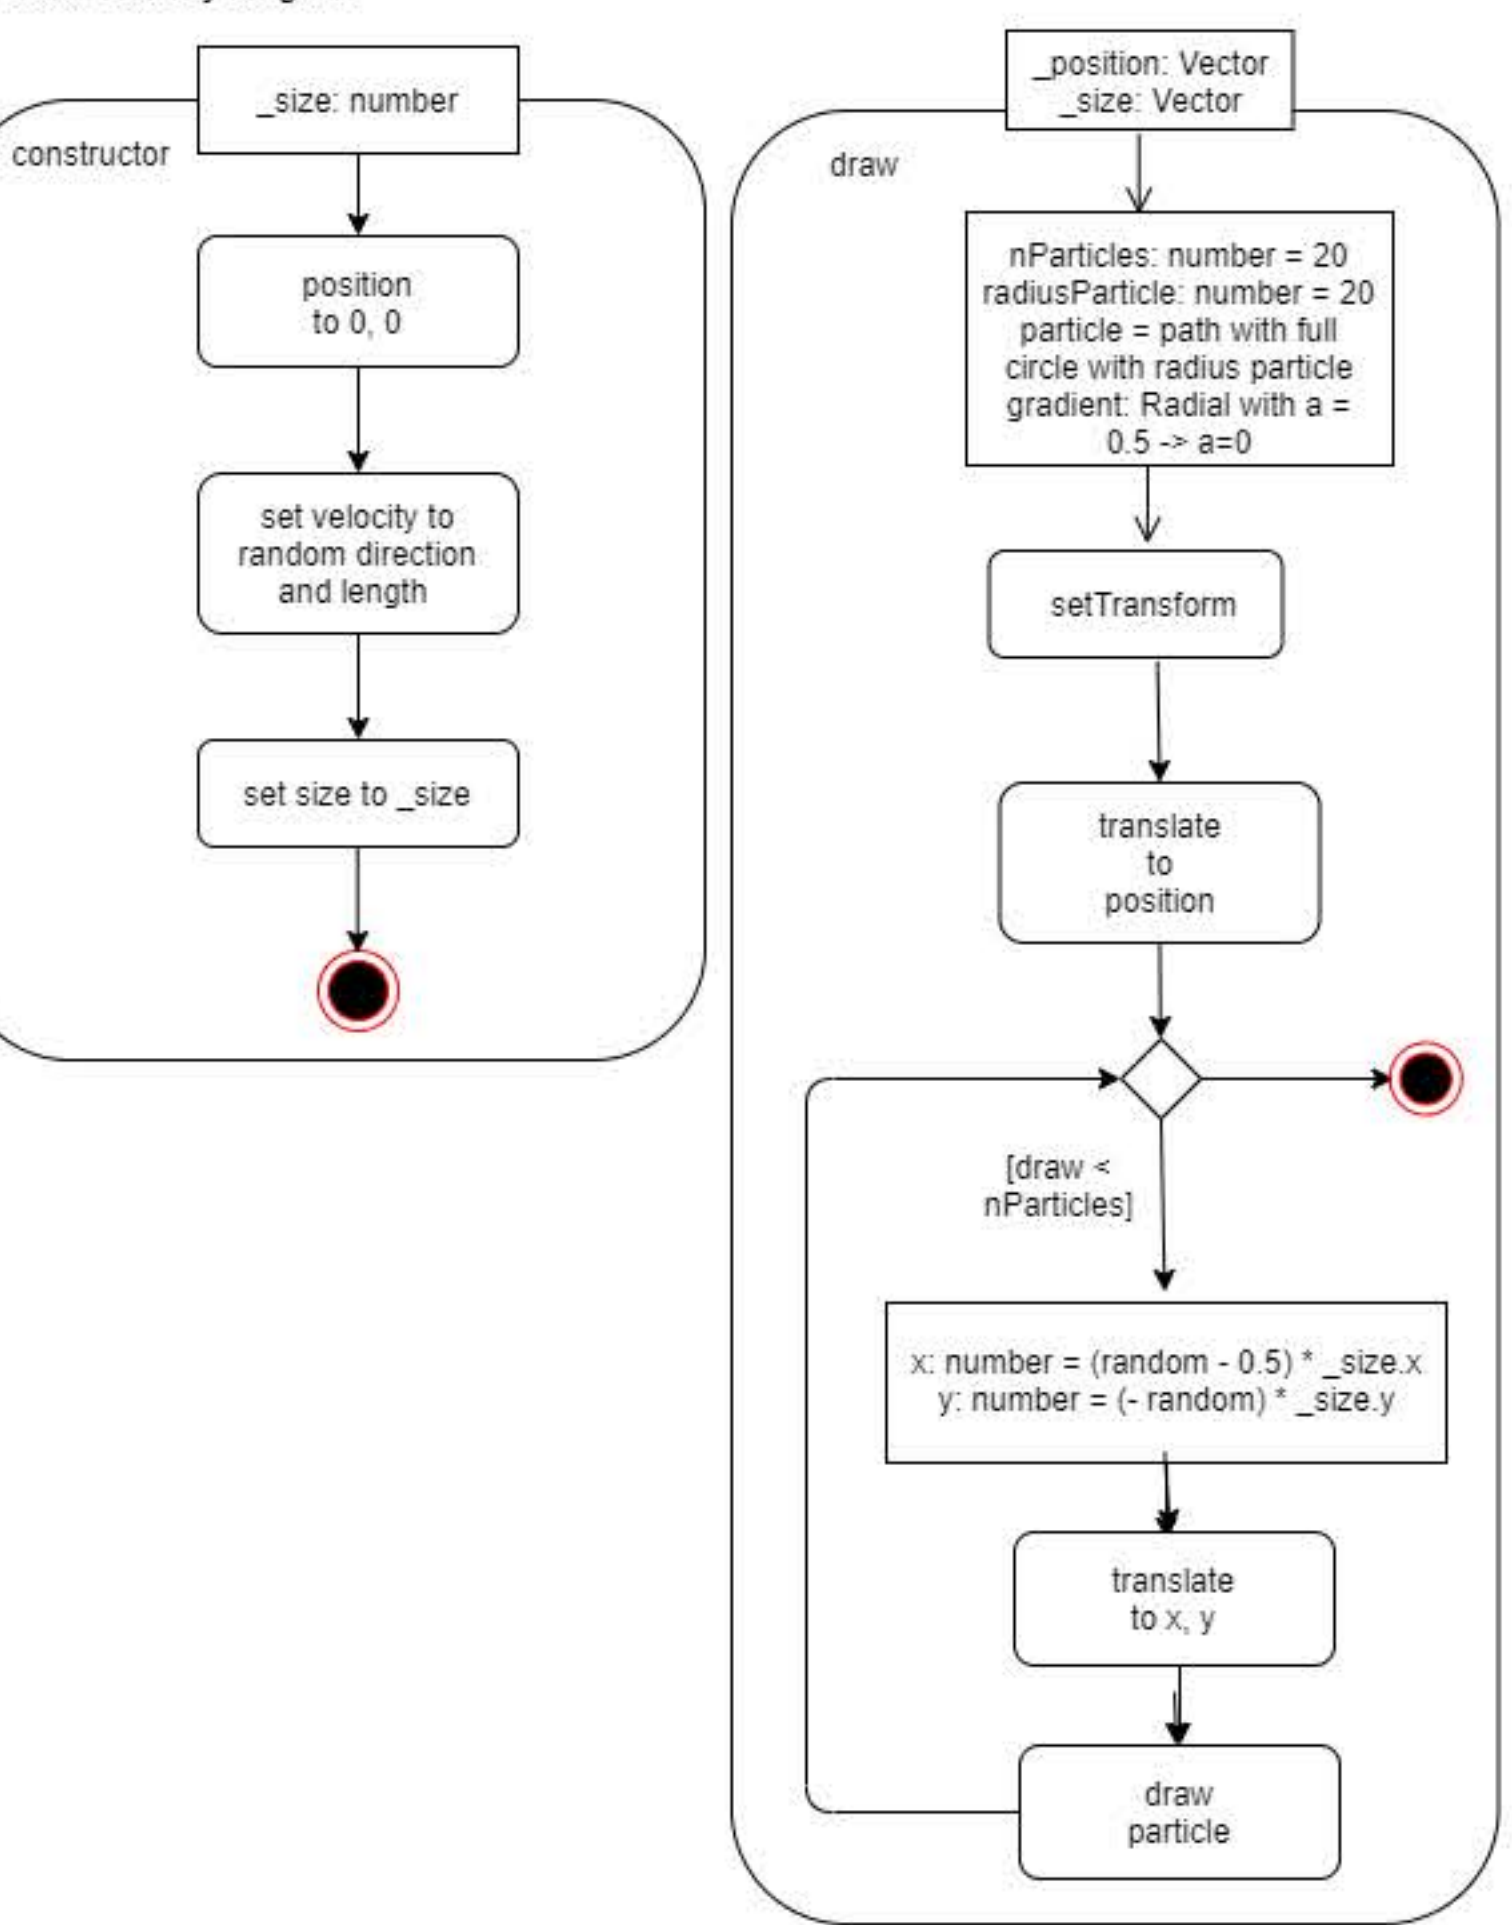 _size: number
constructor
position
to 0, 0
set velocity to
random direction
and length
set size to _size
_position: Vector
_size: Vector
draw
nParticles: number = 20
radiusParticle: number = 20
particle = path with full
circle with radius particle
gradient: Radial with a =
0.5 -> a=0
setTransform
translate
to
position
[draw <
nParticles]
x: number = (random - 0.5) * _size.x
y: number = (- random) * _size.y
translate
to x, y
draw
particle